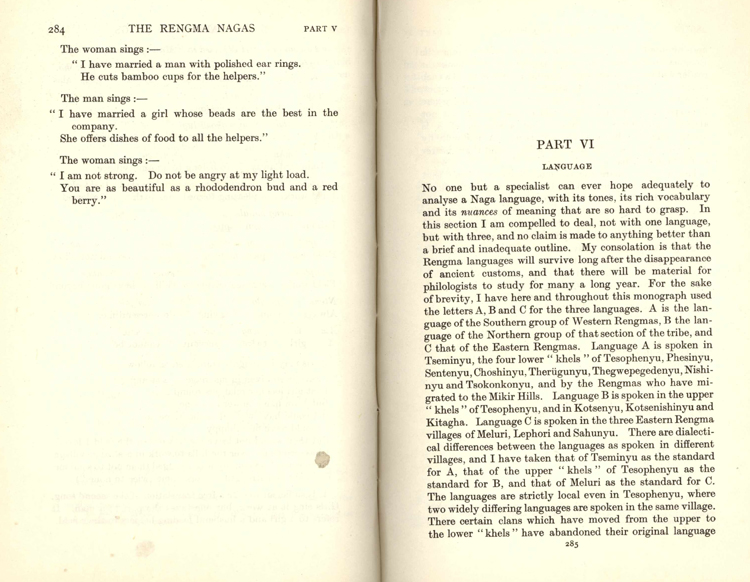 284 THE RENGMA NAGAS PART V
The woman sings :—
“ I have married a man with polished ear rings.
He cuts bamboo cups for the helpers.”
The man sings :—
“ I have married a girl whose beads are the best in the
company.
She offers dishes of food to all the helpers.”
The woman sings :—
“ I am not strong. Do not be angry at my light load.
You are as beautiful as a rhododendron bud and a red
berry.”
PART VI
LANGUAGE
No one but a specialist can ever hope adequately to
analyse a Naga language, with its tones, its rich vocabulary
and its nuances of meaning that are so hard to grasp. In
this section I am compelled to deal, not with one language,
but with three, and no claim is made to anything better than
a brief and inadequate outline. My consolation is that the
Rengma languages will survive long after the disappearance
of ancient customs, and that there will be material for
philologists to study for many a long year. For the sake
of brevity, I have here and throughout this monograph used
the letters A, B and C for the three languages. A is the lan-
guage of the Southern group of Western Rengmas, B the lan-
guage of the Northern group of that section of the tribe, and
C that of the Eastern Rengmas. Language A is spoken in
Tseminyu, the four lower “ khels ” of Tesophenyu, Phesinyu,
Sentenyu, Choshinyu, Therügunyu, Thegwepegedenyu, Nishi-
nyu and Tsokonkonyu, and by the Rengmas who have mi-
grated to the Mikir Hills. Language B is spoken in the upper
“ khels ” of Tesophenyu, and in Kotsenyu, Kotsenishinyu and
Kitagha. Language C is spoken in the three Eastern Rengma
villages of Meluri, Lephori and Sahunyu. There are dialecti-
cal differences between the languages as spoken in different
villages, and I have taken that of Tseminyu as the standard
for A, that of the upper “ khels ” of Tesophenyu as the
standard for B, and that of Meluri as the standard for C.
The languages are strictly local even in Tesophenyu, where
two widely differing languages are spoken in the same village.
There certain clans which have moved from the upper to
the lower “ khels ” have abandoned their original language
285